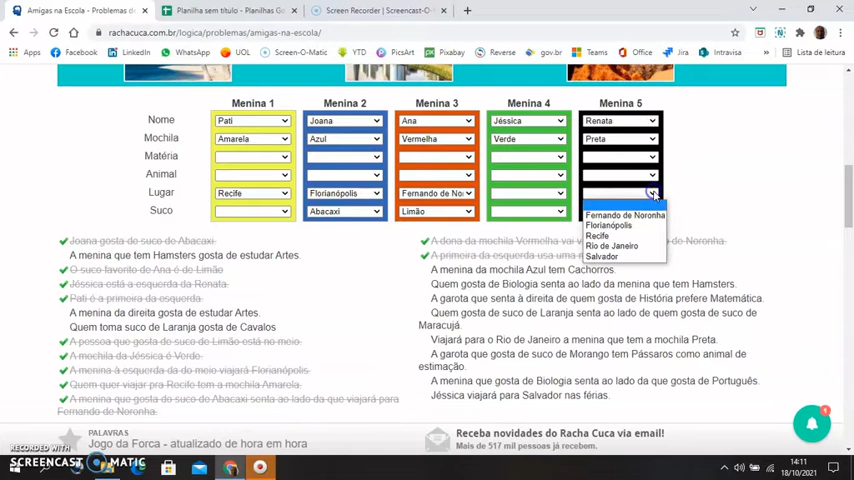 Amigas na Escola - Problemas de
Planilha sem título - Planilhas Go
Screen Recorder | Screencast-O-M
rachacuca.com.br/logica/problemas/amigas-na-escola/
Apps
Facebook
LinkedIn
WhatsApp
UOL
Screen-O-Matic
YTD
PicsArt
Pixabay
Reverse
gov.br
Teams
Outlook
Jira
Intravisa
Lista de leitura
Menina 1 Menina 2 Menina 3 Menina 4 Menina 5
Nome Pati Joana Ana Jéssica Renata
Mochila Amarela Azul Vermelha Verde Preta
Matéria
Animal
Lugar Recife Florianópolis Fernando de No
Suco Abacaxi Limão
Fernando de Noronha
Florianópolis
Recife
Rio de Janeiro
Salvador
Joana gosta de suco de Abacaxi.
A menina que tem Hamsters gosta de estudar Artes.
O suco favorito de Ana é de Limão
Jéssica está a esquerda da Renata.
Pati é a primeira da esquerda.
A menina da direita gosta de estudar Artes.
Quem toma suco de Laranja gosta de Cavalos
A pessoa que gosta de suco de Limão está no meio.
A mochila da Jéssica é Verde.
A menina à esquerda da do meio viajará Florianópolis.
Quem quer viajar pra Recife tem a mochila Amarela.
A menina que gosta do suco de Abacaxi senta ao lado da que viajará para
Fernando de Noronha.
A dona da mochila Vermelha vai v
Noronha.
A primeira da esquerda usa uma
A menina da mochila Azul tem Cachorros.
Quem gosta de Biologia senta ao lado da menina que tem Hamsters.
A garota que senta à direita de quem gosta de História prefere Matemática.
Quem gosta de suco de Laranja senta ao lado de quem gosta de suco de
Maracujá.
Viajará para o Rio de Janeiro a menina que tem a mochila Preta.
A garota que gosta de suco de Morango tem Pássaros como animal de
estimação.
A menina que gosta de Biologia senta ao lado da que gosta de Português.
Jéssica viajará para Salvador nas férias.
PALAVRAS
Jogo da Forca - atualizado de hora em hora
Receba novidades do Racha Cuca via email!
Mais de 517 mil pessoas já recebem.
1
RECORDED WITH
SCREENCAST MATIC
14:11
18/10/2021